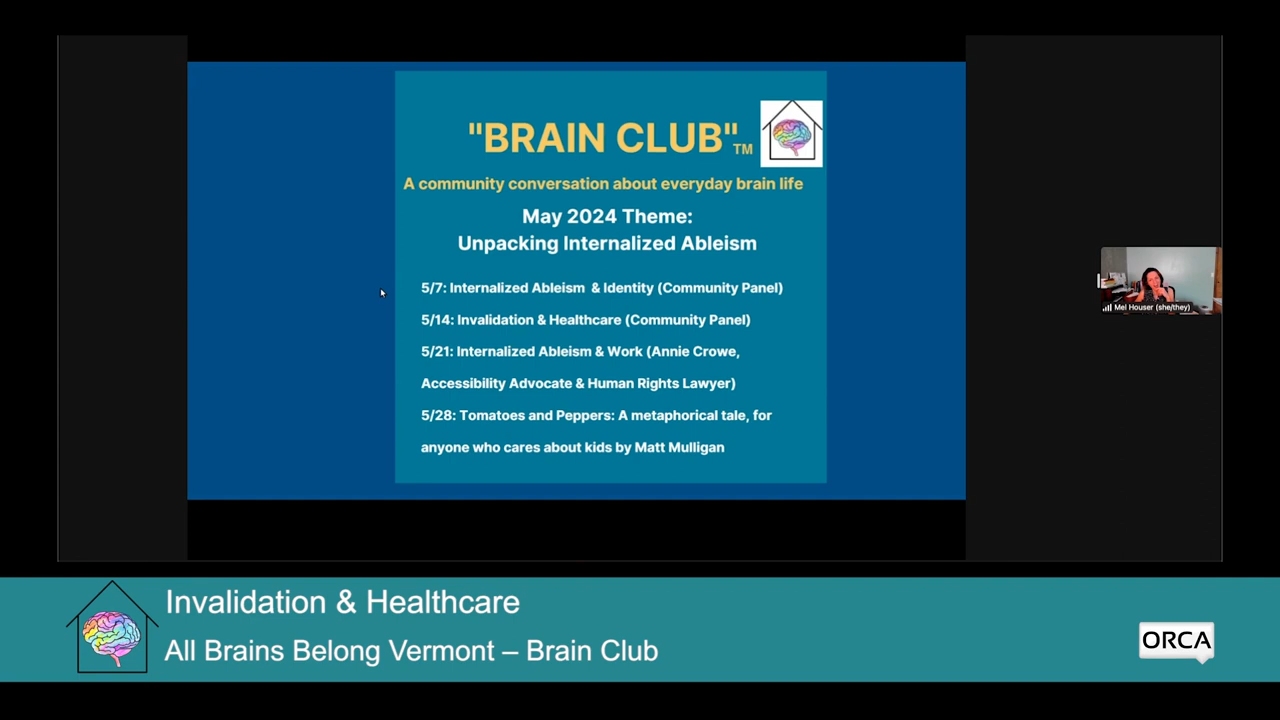 "BRAIN CLUB"
TM
A community conversation about everyday brain life
May 2024 Theme:
Unpacking Internalized Ableism
5/7: Internalized Ableism & Identity (Community Panel)
5/14: Invalidation & Healthcare (Community Panel)
5/21: Internalized Ableism & Work (Annie Crowe,
Accessibility Advocate & Human Rights Lawyer)
5/28: Tomatoes and Peppers: A metaphorical tale, for
anyone who cares about kids by Matt Mulligan
Mel Houser (she/they)
Invalidation & Healthcare
All Brains Belong Vermont – Brain Club
ORCA